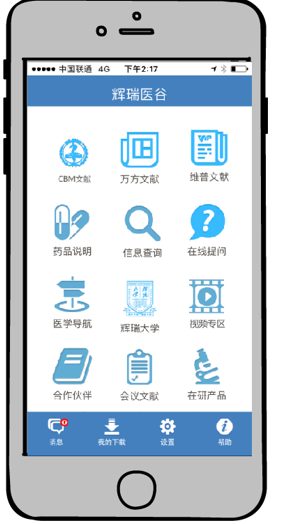 中国联通 4G 下午2:17
辉瑞医谷
CBM文献 万方文献 维普文献
药品说明 信息查询 在线提问
医学导航 辉瑞大学 视频专区
合作伙伴 会议文献 在研产品
消息 我的下载 设置 帮助